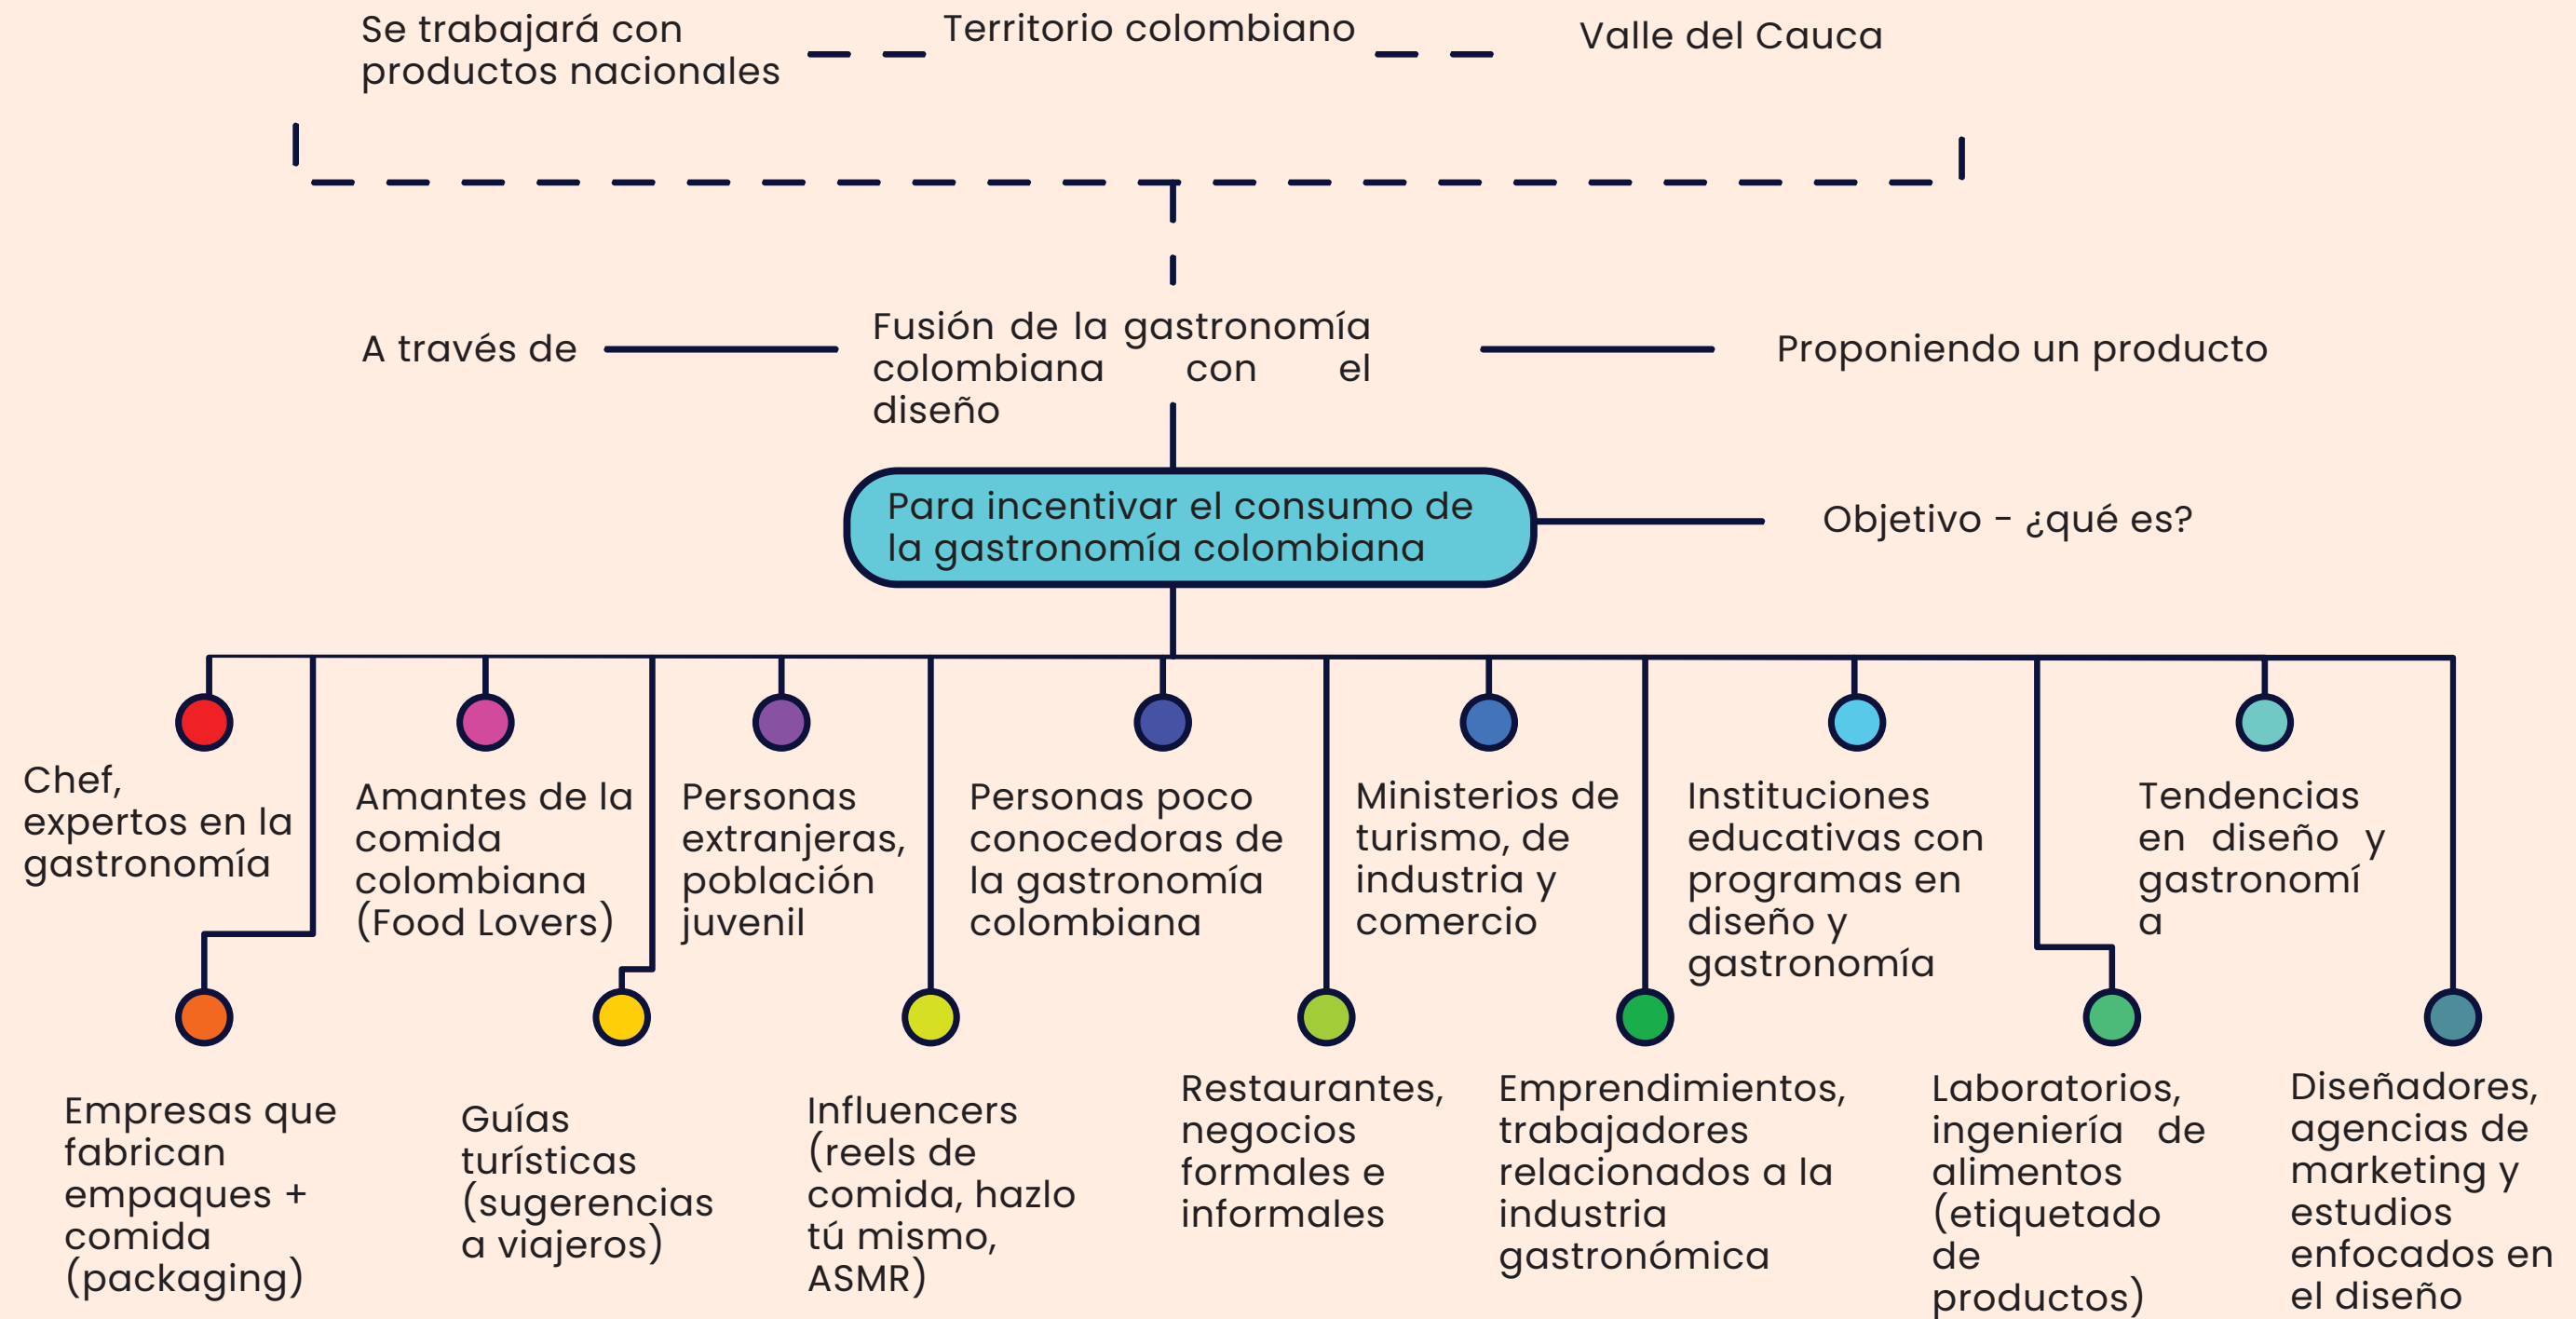 Se trabajará con
productos nacionales
Territorio colombiano
Valle del Cauca
A través de
Fusión de la gastronomía
colombiana con el
diseño
Proponiendo un producto
Para incentivar el consumo de
la gastronomía colombiana
Objetivo - ¿qué es?
Chef,
expertos en la
gastronomía
Amantes de la
comida
colombiana
(Food Lovers)
Personas
extranjeras,
población
juvenil
Personas poco
conocedoras de
la gastronomía
colombiana
Ministerios de
turismo, de
industria y
comercio
Instituciones
educativas con
programas en
diseño y
gastronomía
Tendencias
en diseño y
gastronomí
a
Empresas que
fabrican
empaques +
comida
(packaging)
Guías
turísticas
(sugerencias
a viajeros)
Influencers
(reels de
comida, hazlo
tú mismo,
ASMR)
Restaurantes,
negocios
formales e
informales
Emprendimientos,
trabajadores
relacionados a la
industria
gastronómica
Laboratorios,
ingeniería de
alimentos
(etiquetado
de
productos)
Diseñadores,
agencias de
marketing y
estudios
enfocados en
el diseño